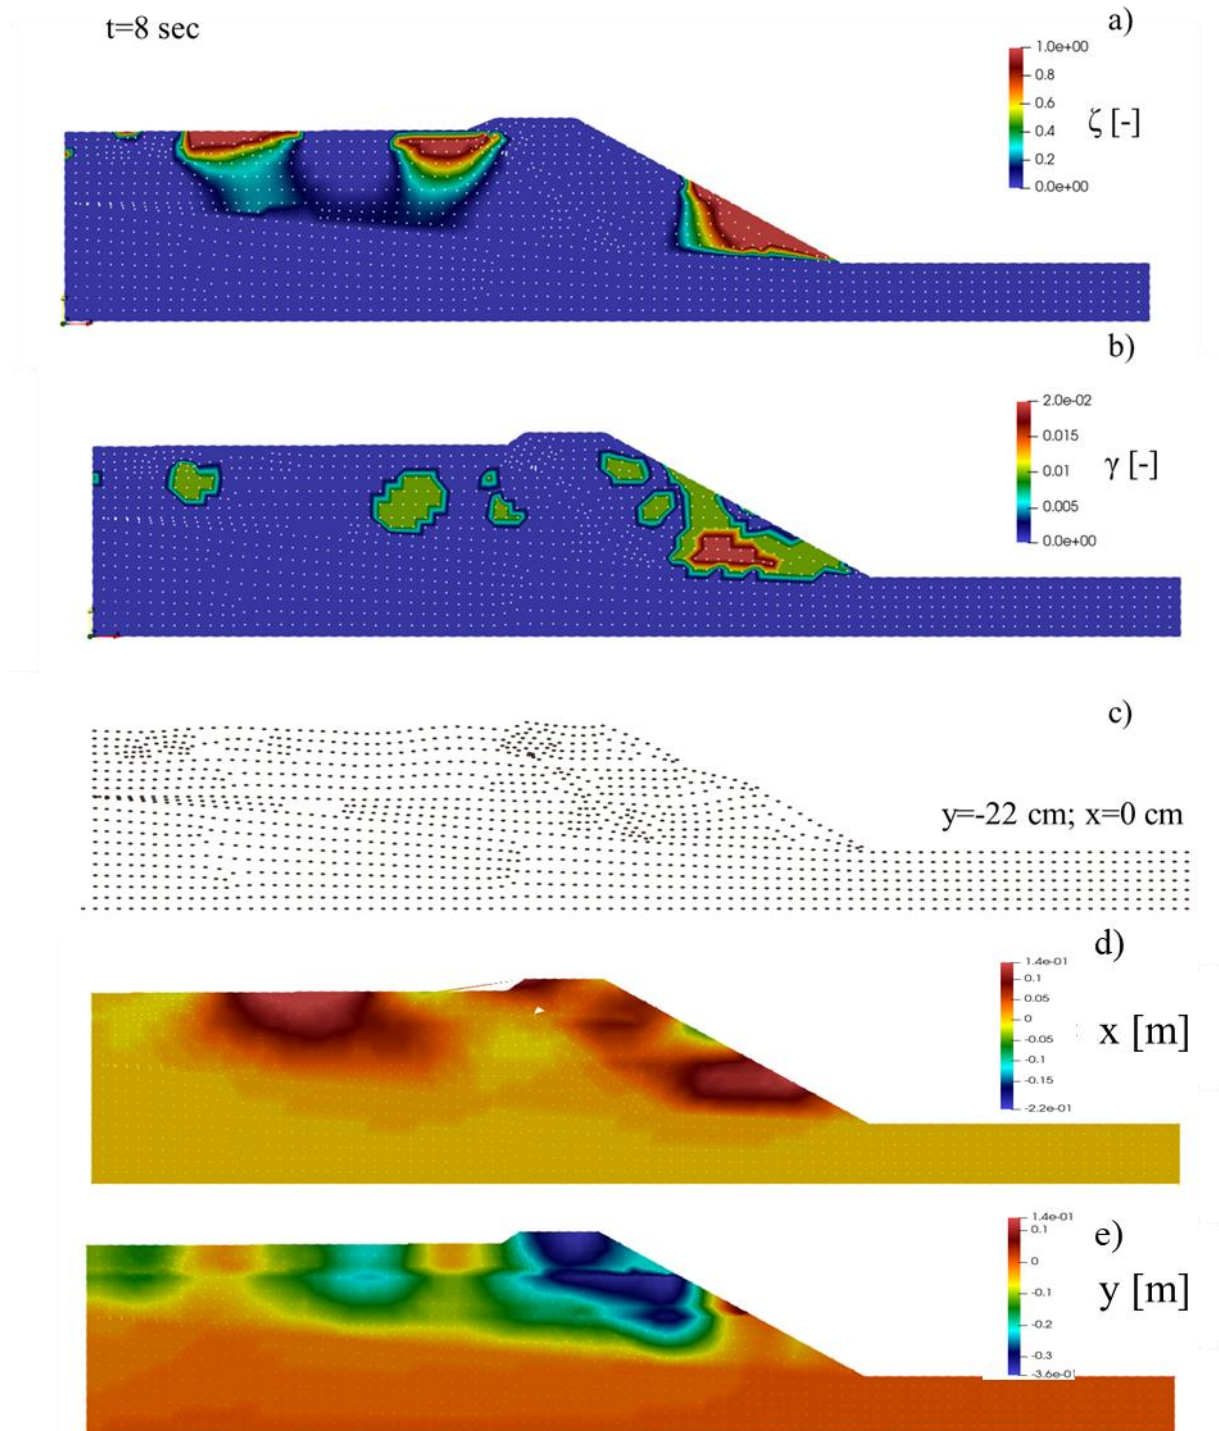 t=8 sec
a)
1.0e+00
0.8
0.6
0.4
0.2
0.0e+00
ζ [-]
b)
2.0e-02
0.015
0.01
0.005
0.0e+00
γ [-]
c)
y=-22 cm; x=0 cm
d)
1.4e-01
0.1
0.05
0
-0.05
-0.1
-0.15
-2.2e-01
x [m]
e)
1.4e-01
0.1
0
-0.1
-0.2
-0.3
-3.6e-01
y [m]